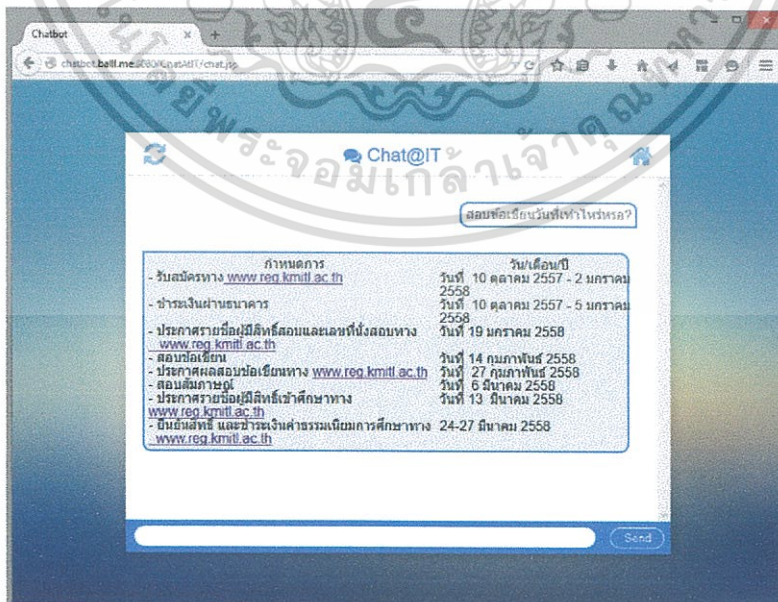 Chatbot
chatbot.balll.me:8080/ChatAtIT/chat.jsp
Chat@IT
สอบข้อเขียนวันที่เท่าไหร่หรอ?
กำหนดการ วัน/เดือน/ปี
- รับสมัครทาง www.reg.kmitl.ac.th วันที่ 10 ตุลาคม 2557 - 2 มกราคม
2558
- ชำระเงินผ่านธนาคาร วันที่ 10 ตุลาคม 2557 - 5 มกราคม
2558
- ประกาศรายชื่อผู้มีสิทธิ์สอบและเลขที่นั่งสอบทาง วันที่ 19 มกราคม 2558
www.reg.kmitl.ac.th
- สอบข้อเขียน วันที่ 14 กุมภาพันธ์ 2558
- ประกาศผลสอบข้อเขียนทาง www.reg.kmitl.ac.th วันที่ 27 กุมภาพันธ์ 2558
- สอบสัมภาษณ์ วันที่ 6 มีนาคม 2558
- ประกาศรายชื่อผู้มีสิทธิ์เข้าศึกษาทาง วันที่ 13 มีนาคม 2558
www.reg.kmitl.ac.th
- ยืนยันสิทธิ์ และชำระเงินค่าธรรมเนียมการศึกษาทาง 24-27 มีนาคม 2558
www.reg.kmitl.ac.th
Send